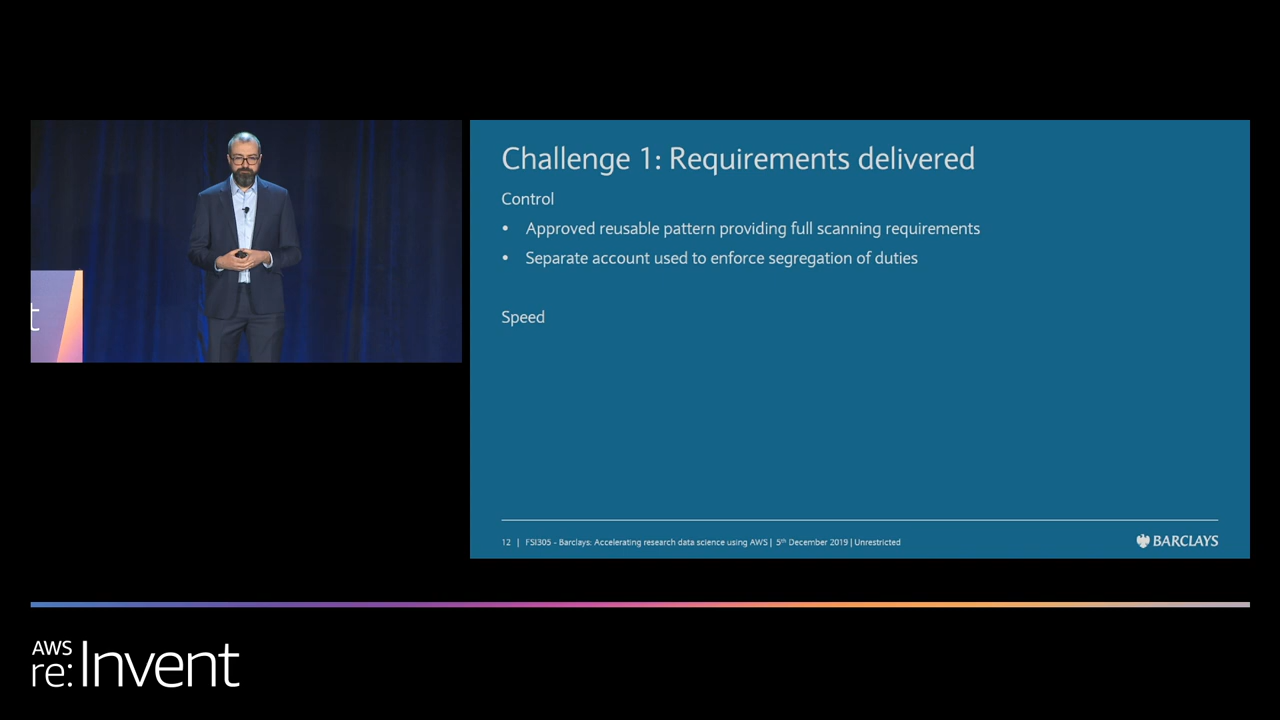 t
Challenge 1: Requirements delivered
Control
• Approved reusable pattern providing full scanning requirements
• Separate account used to enforce segregation of duties
Speed
12 | FSI305 - Barclays: Accelerating research data science using AWS | 5th December 2019 | Unrestricted
BARCLAYS
AWS
re:Invent